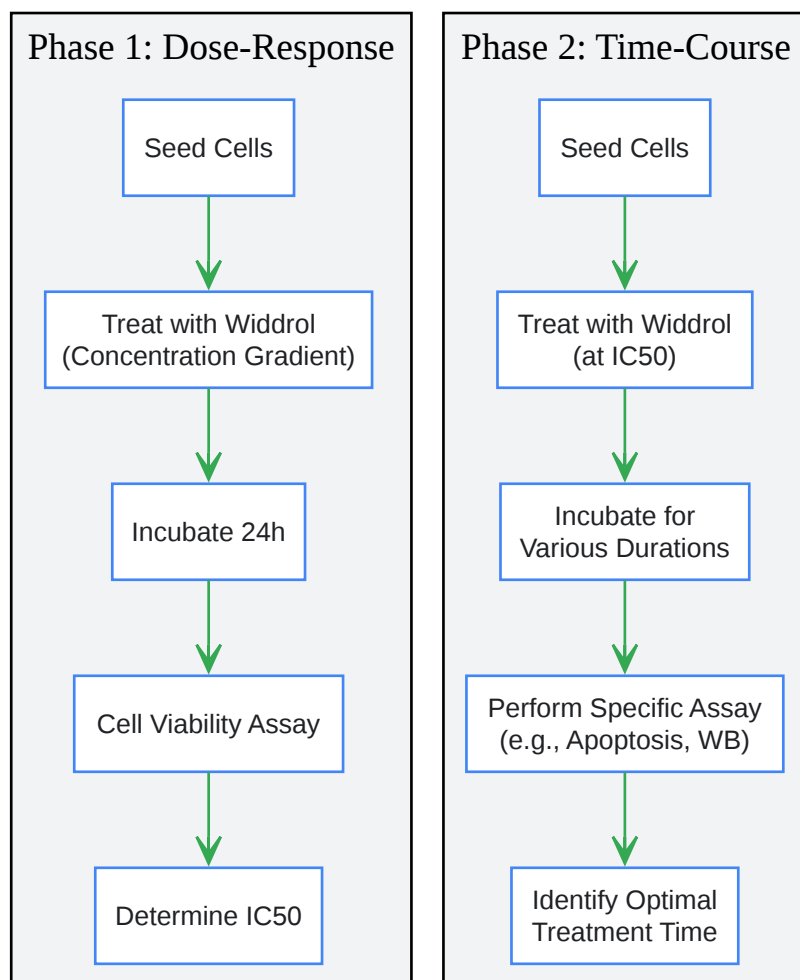 Phase 1: Dose-Response
Seed Cells
Treat with Widdrol
(Concentration Gradient)
Incubate 24h
Cell Viability Assay
Determine IC50
Phase 2: Time-Course
Seed Cells
Treat with Widdrol
(at IC50)
Incubate for
Various Durations
Perform Specific Assay
(e.g., Apoptosis, WB)
Identify Optimal
Treatment Time